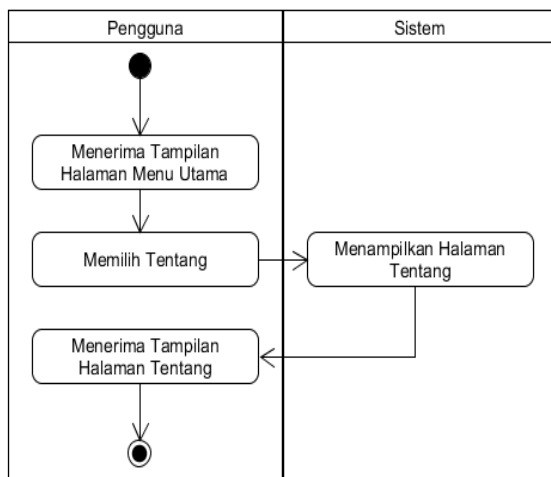 Pengguna
Sistem
Menerima Tampilan
Halaman Menu Utama
Memilih Tentang
Menampilkan Halaman
Tentang
Menerima Tampilan
Halaman Tentang